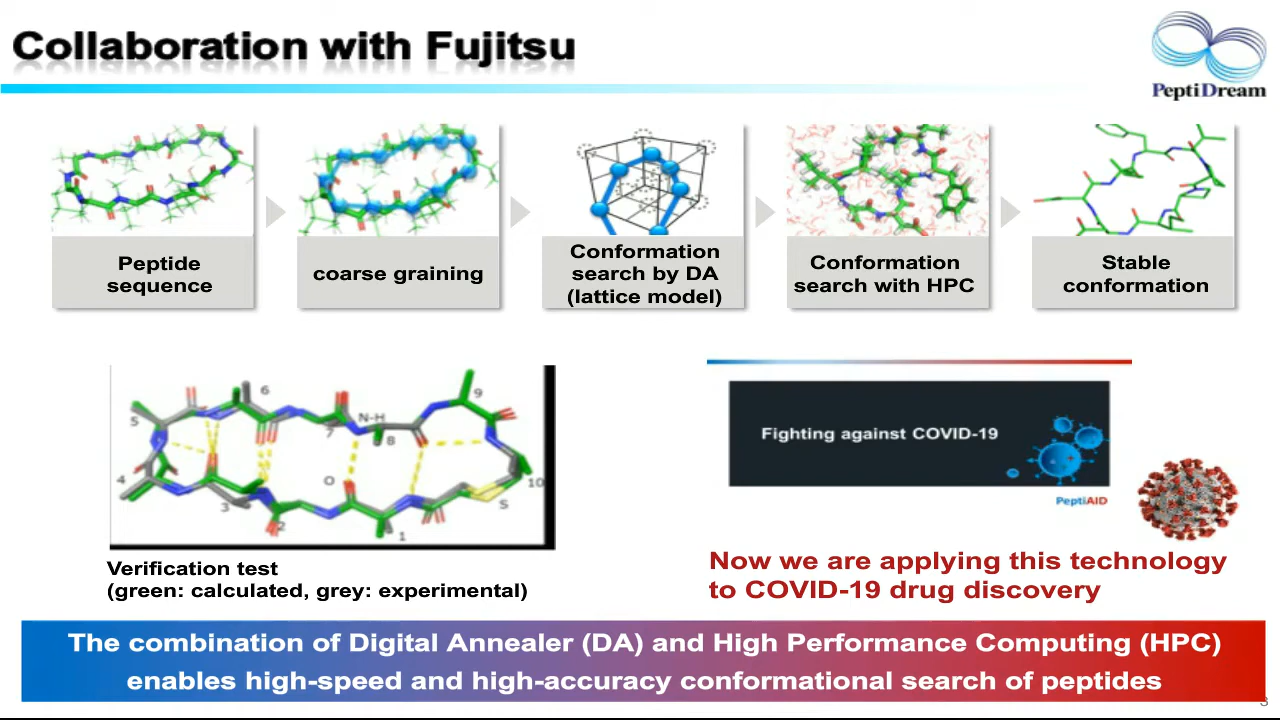 Collaboration with Fujitsu
PeptiDream
Peptide
sequence
coarse graining
Conformation
search by DA
(lattice model)
Conformation
search with HPC
Stable
conformation
6
9
5
N-H
7
8
4
O
10
3
S
2
1
Verification test
(green: calculated, grey: experimental)
Fighting against COVID-19
PeptiAID
Now we are applying this technology
to COVID-19 drug discovery
The combination of Digital Annealer (DA) and High Performance Computing (HPC)
enables high-speed and high-accuracy conformational search of peptides
3